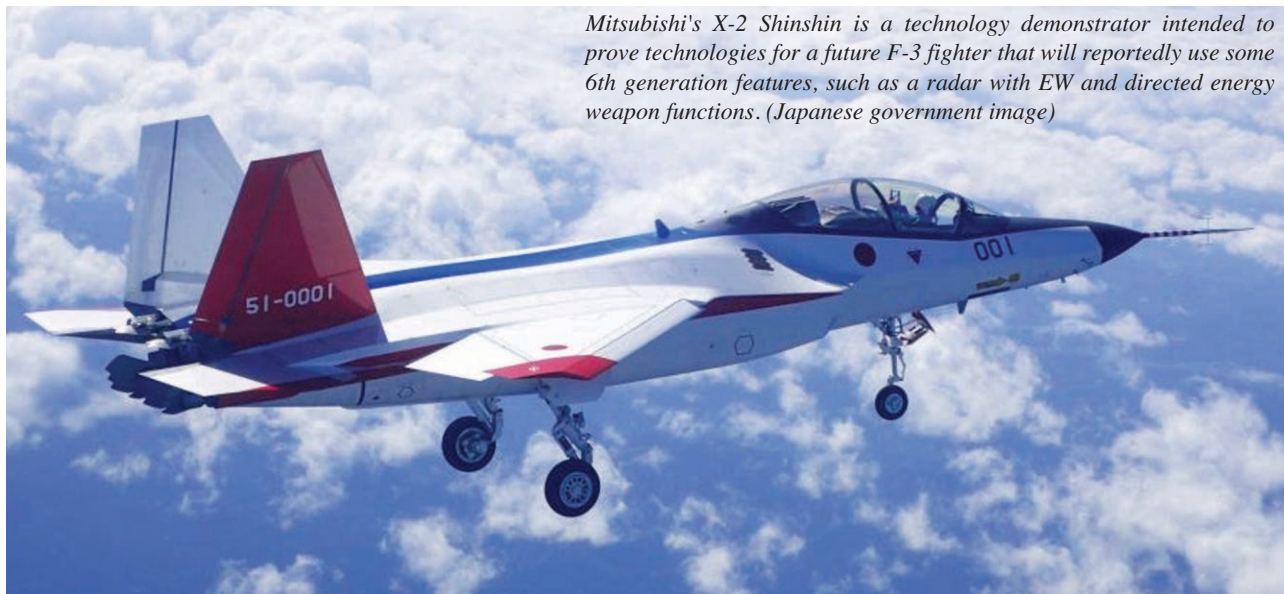 Mitsubishi's X-2 Shinshin is a technology demonstrator intended to
prove technologies for a future F-3 fighter that will reportedly use some
6th generation features, such as a radar with EW and directed energy
weapon functions. (Japanese government image)
001
51-0001